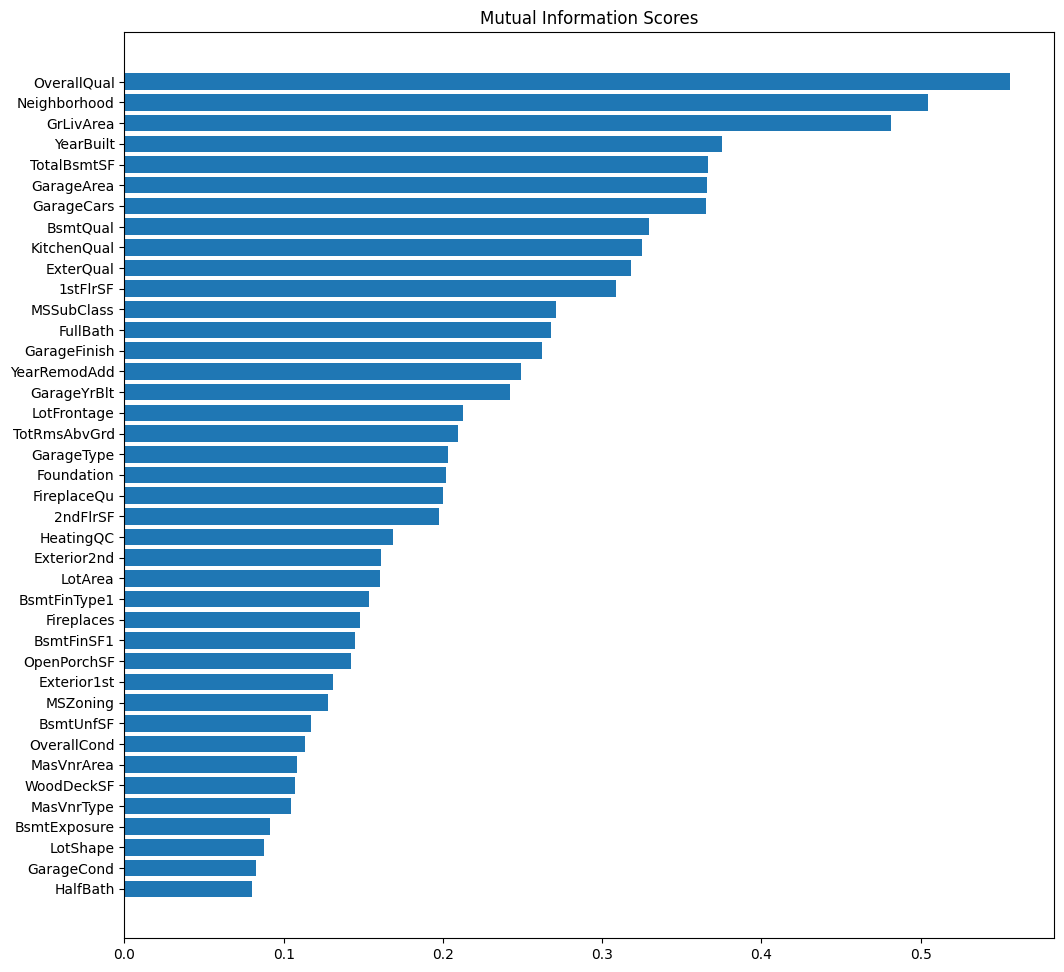 Mutual Information Scores
OverallQual
Neighborhood
GrLivArea
YearBuilt
TotalBsmtSF
GarageArea
GarageCars
BsmtQual
KitchenQual
ExterQual
1stFlrSF
MSSubClass
FullBath
GarageFinish
YearRemodAdd
GarageYrBlt
LotFrontage
TotRmsAbvGrd
GarageType
Foundation
FireplaceQu
2ndFlrSF
HeatingQC
Exterior2nd
LotArea
BsmtFinType1
Fireplaces
BsmtFinSF1
OpenPorchSF
Exterior1st
MSZoning
BsmtUnfSF
OverallCond
MasVnrArea
WoodDeckSF
MasVnrType
BsmtExposure
LotShape
GarageCond
HalfBath
0.0 0.1 0.2 0.3 0.4 0.5